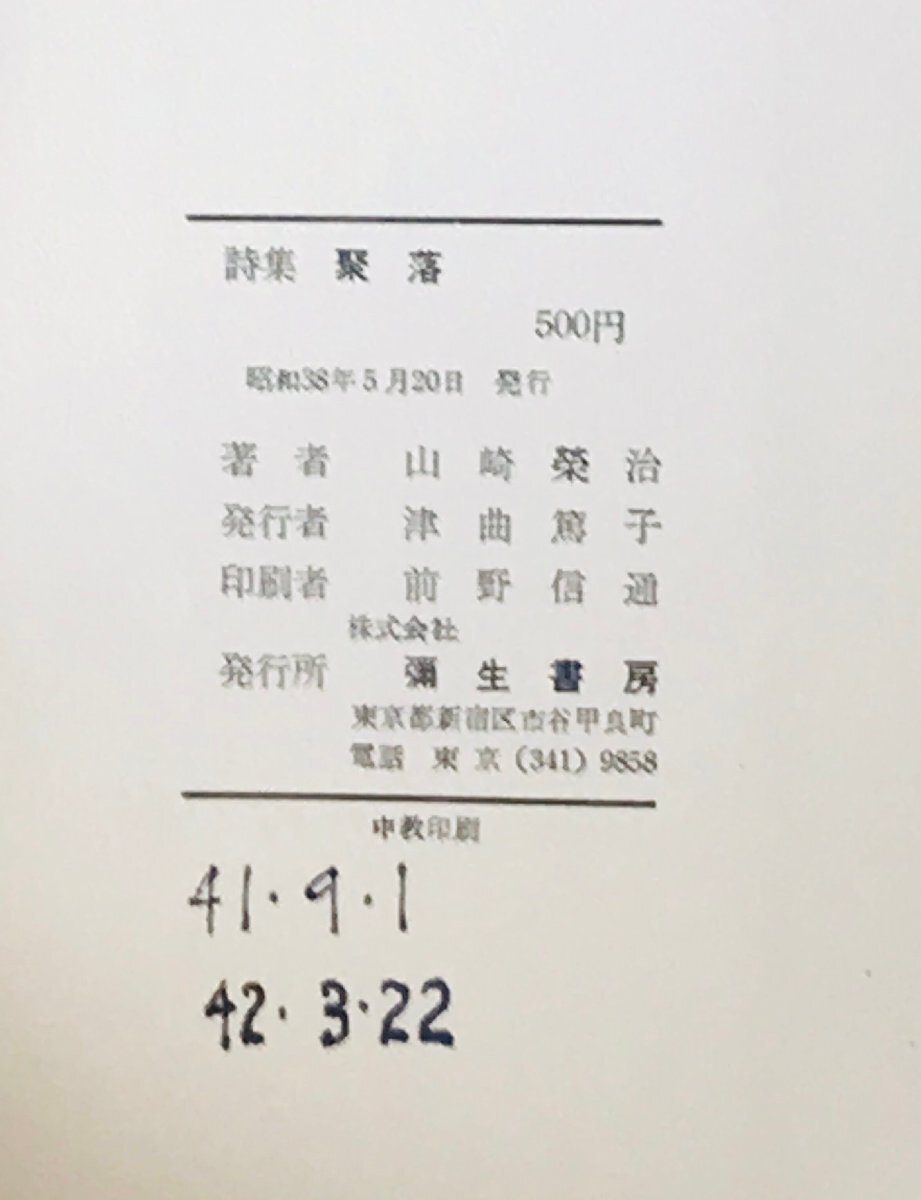 詩集 聚落
500円
昭和38年5月20日 発行
著者 山崎榮治
発行者 津曲篤子
印刷者 前野信通
株式会社
発行所 彌生書房
東京都新宿区市谷甲良町
電話 東京 (341) 9858
中教印刷
41・9・1
42・3・22